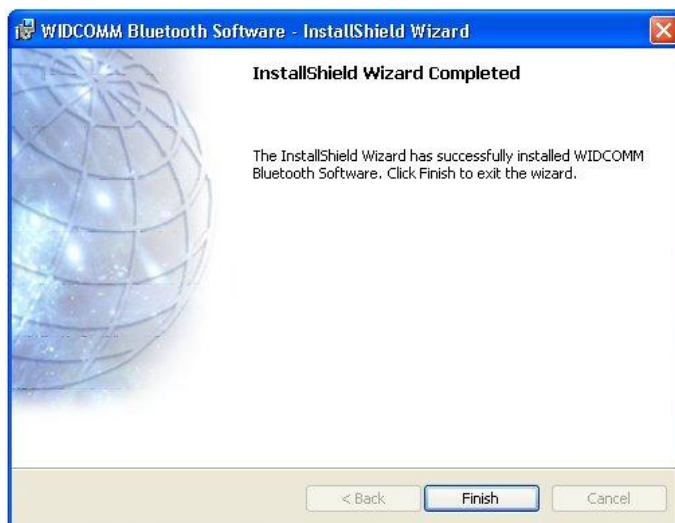 WIDCOMM Bluetooth Software - InstallShield Wizard
InstallShield Wizard Completed
The InstallShield Wizard has successfully installed WIDCOMM
Bluetooth Software. Click Finish to exit the wizard.
< Back
Finish
Cancel